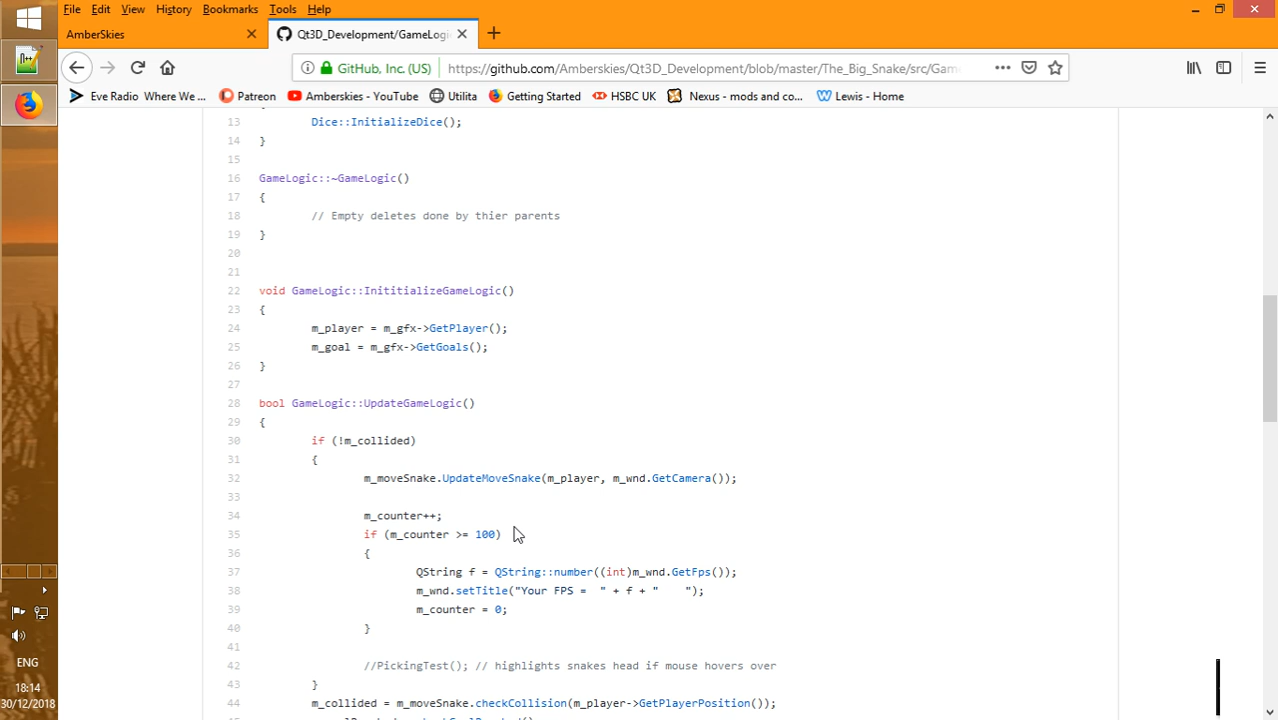 File Edit View History Bookmarks Tools Help
AmberSkies
Qt3D_Development/GameLogi
GitHub, Inc. (US) https://github.com/Amberskies/Qt3D_Development/blob/master/The_Big_Snake/src/Gam
Eve Radio Where We ... Patreon Amberskies - YouTube Utilita Getting Started HSBC UK Nexus - mods and co... Lewis - Home
13 Dice::InitializeDice();
14 }
15
16 GameLogic::~GameLogic()
17 {
18 // Empty deletes done by thier parents
19 }
20
21
22 void GameLogic::InititializeGameLogic()
23 {
24 m_player = m_gfx->GetPlayer();
25 m_goal = m_gfx->GetGoals();
26 }
27
28 bool GameLogic::UpdateGameLogic()
29 {
30 if (!m_collided)
31 {
32 m_moveSnake.UpdateMoveSnake(m_player, m_wnd.GetCamera());
33
34 m_counter++;
35 if (m_counter >= 100)
36 {
37 QString f = QString::number((int)m_wnd.GetFps());
38 m_wnd.setTitle("Your FPS =  " + f + "    ");
39 m_counter = 0;
40 }
41
42 //PickingTest(); // highlights snakes head if mouse hovers over
43 }
44 m_collided = m_moveSnake.checkCollision(m_player->GetPlayerPosition());
ENG
18:14
30/12/2018